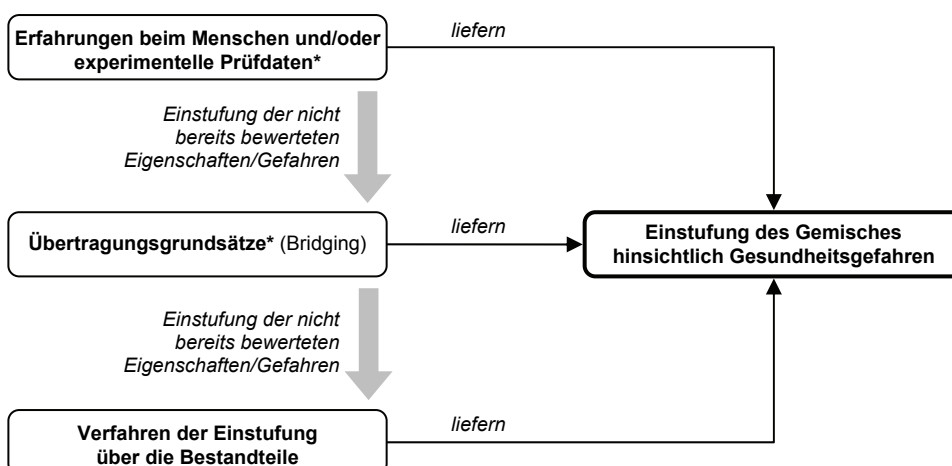 Erfahrungen beim Menschen und/oder
experimentelle Prüfdaten*
liefern
Einstufung der nicht
bereits bewerteten
Eigenschaften/Gefahren
Übertragungsgrundsätze* (Bridging)
liefern
Einstufung des Gemisches
hinsichtlich Gesundheitsgefahren
Einstufung der nicht
bereits bewerteten
Eigenschaften/Gefahren
Verfahren der Einstufung
über die Bestandteile
liefern